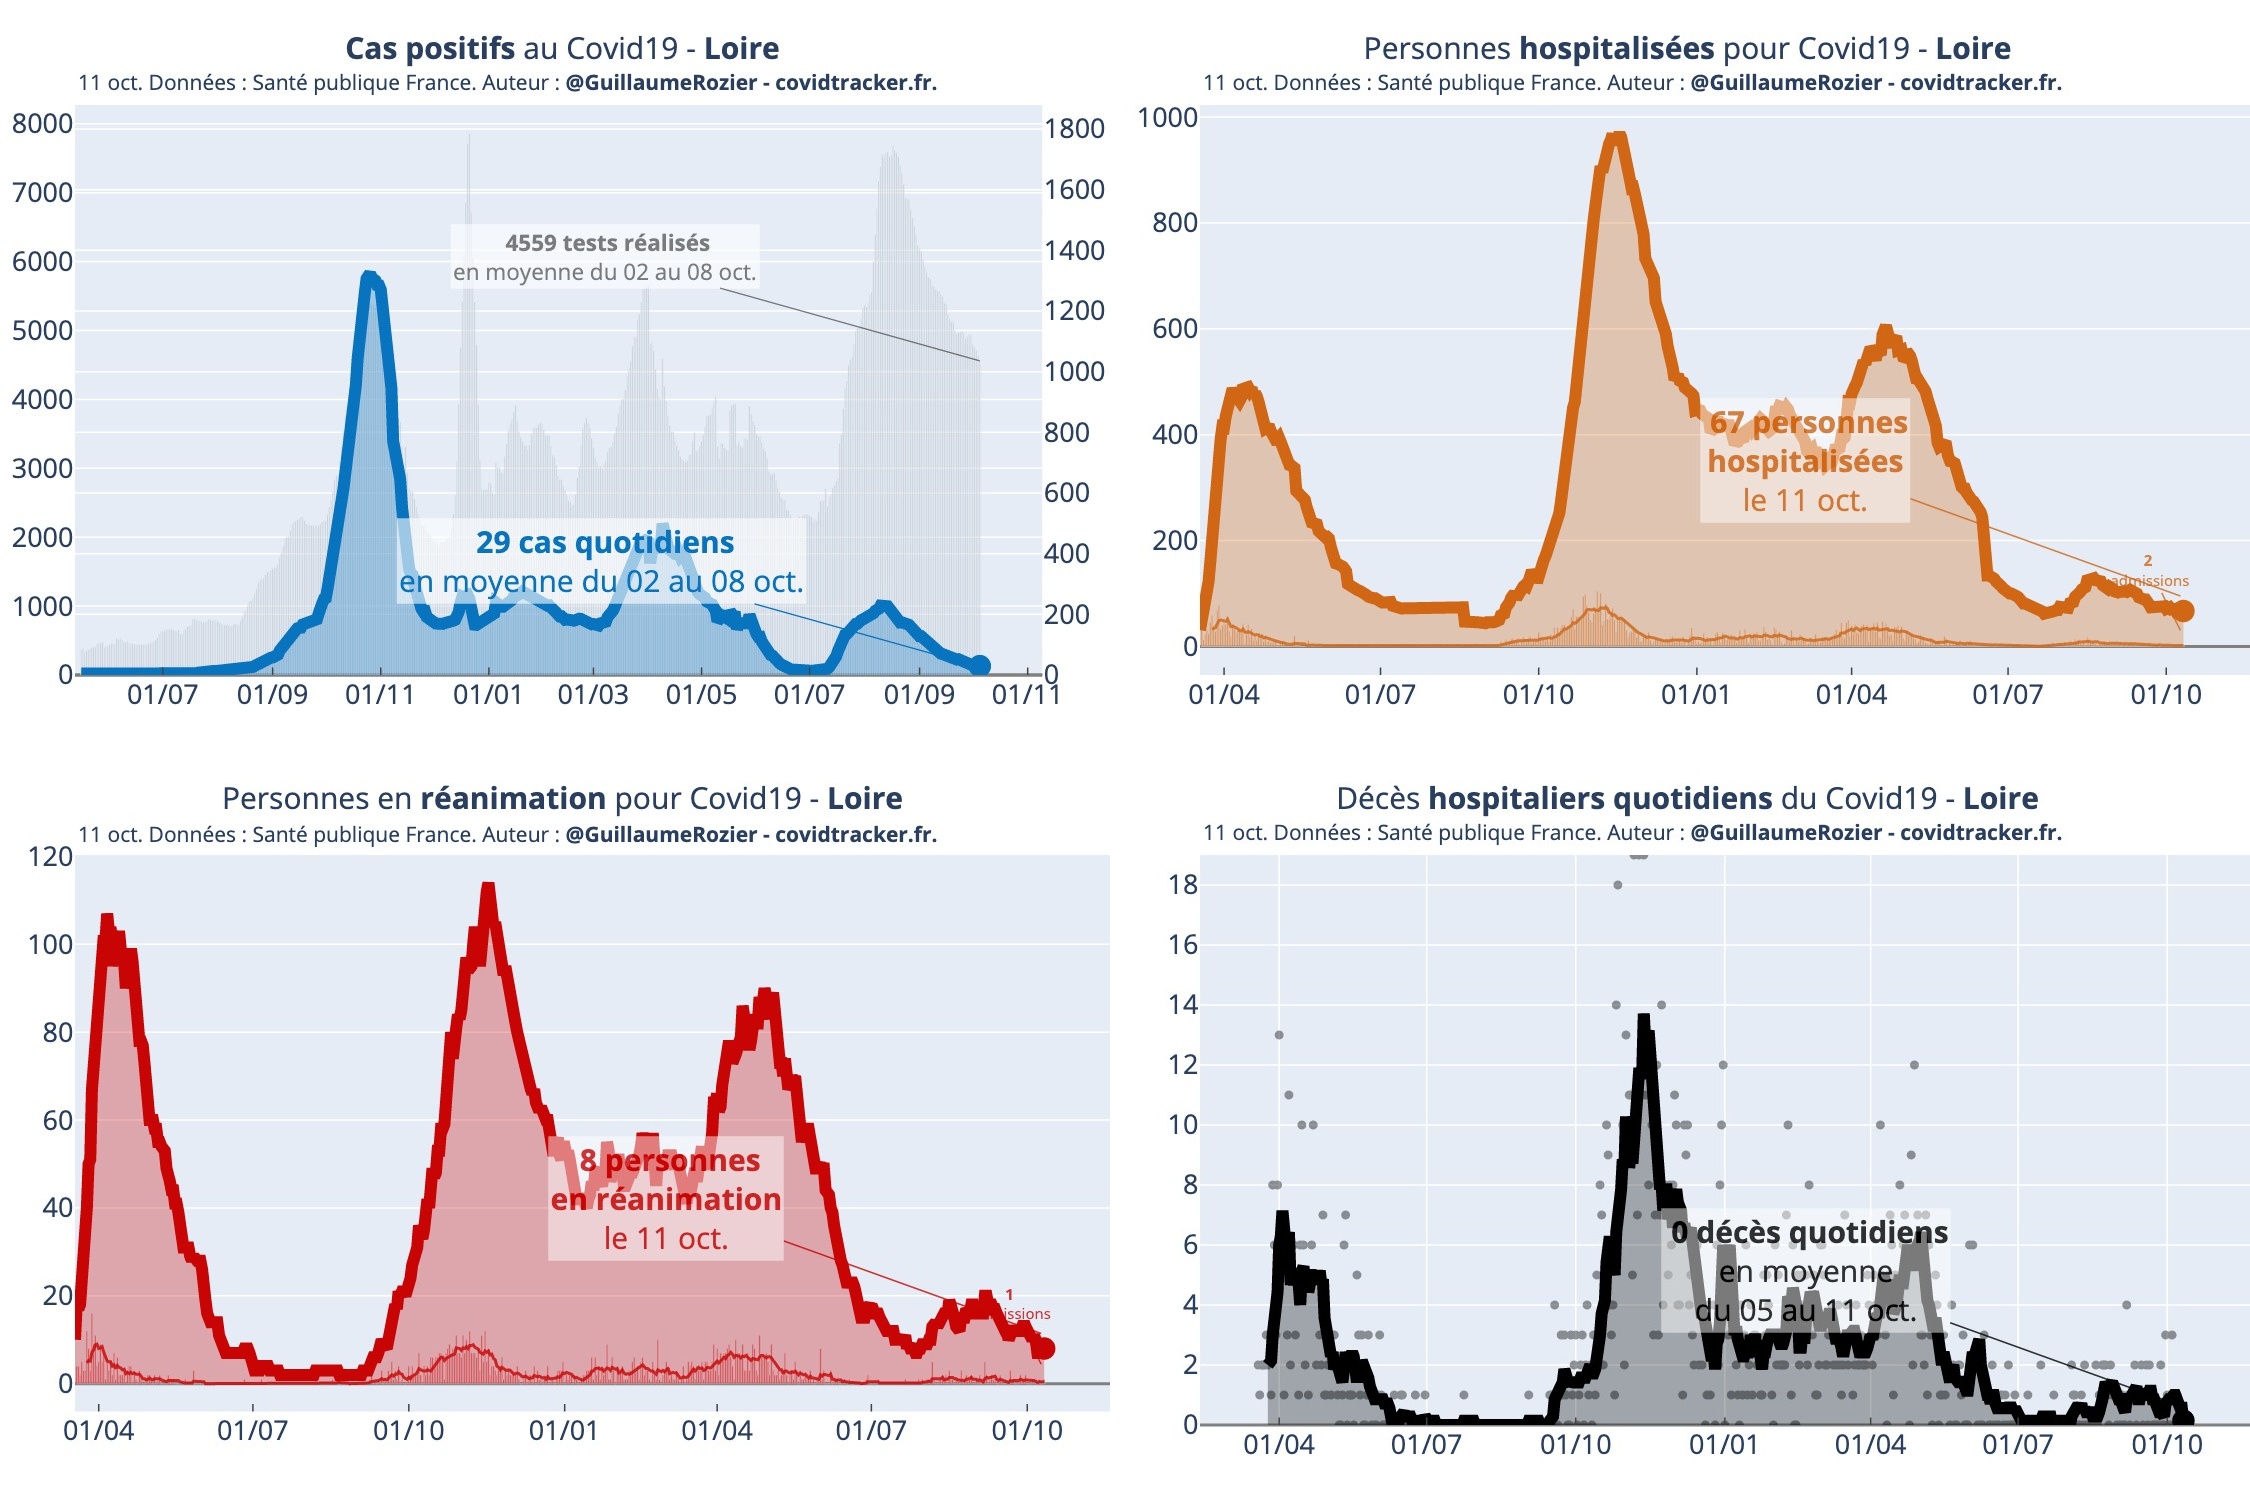 Cas positifs au Covid19 - Loire
11 oct. Données : Santé publique France. Auteur : @GuillaumeRozier - covidtracker.fr.
8000
7000
6000
5000
4000
3000
2000
1000
0
1800
1600
1400
1200
1000
800
600
400
200
0
4559 tests réalisés
en moyenne du 02 au 08 oct.
29 cas quotidiens
en moyenne du 02 au 08 oct.
01/07 01/09 01/11 01/01 01/03 01/05 01/07 01/09 01/11
Personnes hospitalisées pour Covid19 - Loire
11 oct. Données : Santé publique France. Auteur : @GuillaumeRozier - covidtracker.fr.
1000
800
600
400
200
0
67 personnes
hospitalisées
le 11 oct.
2
admissions
01/04 01/07 01/10 01/01 01/04 01/07 01/10
Personnes en réanimation pour Covid19 - Loire
11 oct. Données : Santé publique France. Auteur : @GuillaumeRozier - covidtracker.fr.
120
100
80
60
40
20
0
8 personnes
en réanimation
le 11 oct.
1
issions
01/04 01/07 01/10 01/01 01/04 01/07 01/10
Décès hospitaliers quotidiens du Covid19 - Loire
11 oct. Données : Santé publique France. Auteur : @GuillaumeRozier - covidtracker.fr.
18
16
14
12
10
8
6
4
2
0
0 décès quotidiens
en moyenne
du 05 au 11 oct.
01/04 01/07 01/10 01/01 01/04 01/07 01/10